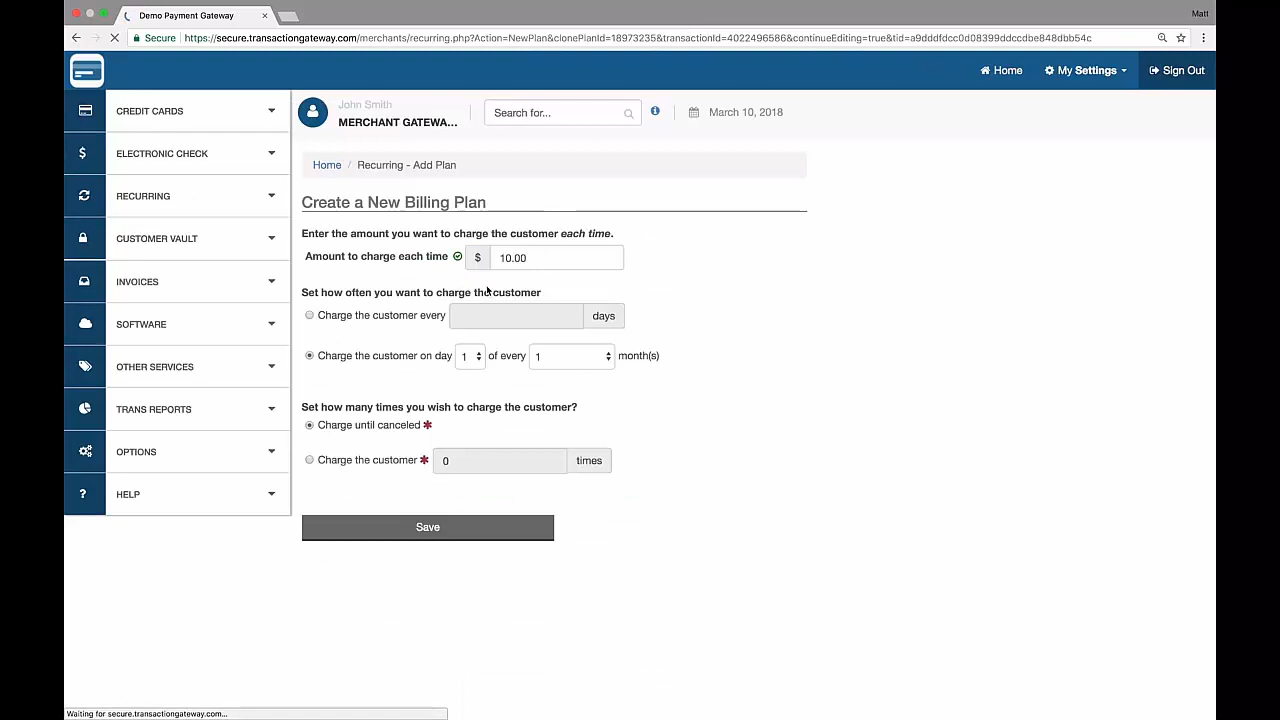 Demo Payment Gateway
Matt
Secure https://secure.transactiongateway.com/merchants/recurring.php?Action=NewPlan&clonePlanId=18973235&transactionId=4022496586&continueEditing=true&tid=a9dddfdcc0d08399ddccdbe848dbb54c
Home My Settings Sign Out
CREDIT CARDS
ELECTRONIC CHECK
RECURRING
CUSTOMER VAULT
INVOICES
SOFTWARE
OTHER SERVICES
TRANS REPORTS
OPTIONS
HELP
John Smith
MERCHANT GATEWA...
Search for...
March 10, 2018
Home / Recurring - Add Plan
Create a New Billing Plan
Enter the amount you want to charge the customer each time.
Amount to charge each time $ 10.00
Set how often you want to charge the customer
Charge the customer every days
Charge the customer on day 1 of every 1 month(s)
Set how many times you wish to charge the customer?
Charge until canceled *
Charge the customer * 0 times
Save
Waiting for secure.transactiongateway.com...